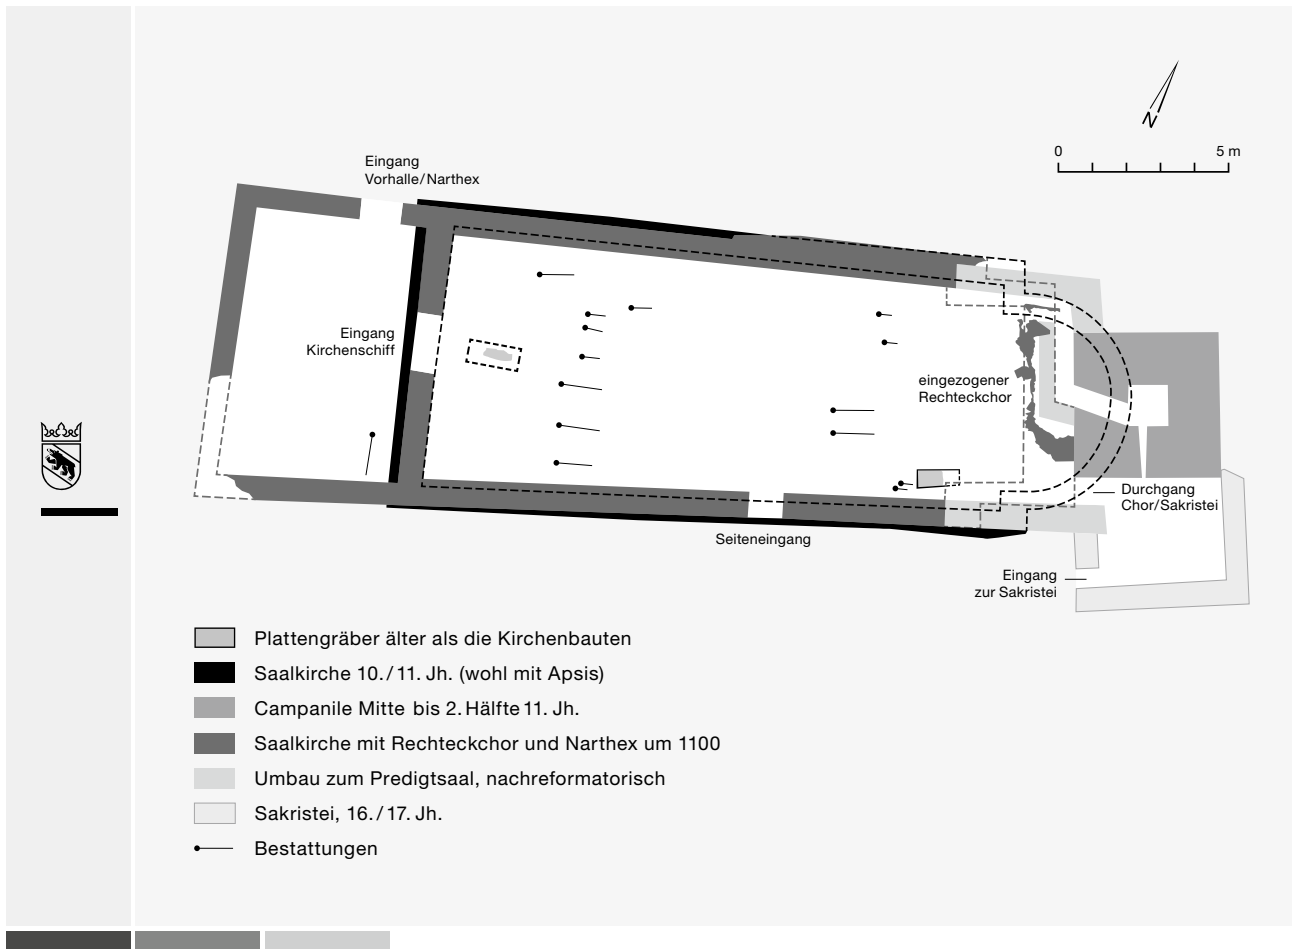 N
0 5 m
Eingang
Vorhalle/Narthex
Eingang
Kirchenschiff
eingezogener
Rechteckchor
Durchgang
Chor/Sakristei
Seiteneingang
Eingang
zur Sakristei
Plattengräber älter als die Kirchenbauten
Saalkirche 10./11. Jh. (wohl mit Apsis)
Campanile Mitte bis 2. Hälfte 11. Jh.
Saalkirche mit Rechteckchor und Narthex um 1100
Umbau zum Predigtsaal, nachreformatorisch
Sakristei, 16./17. Jh.
Bestattungen